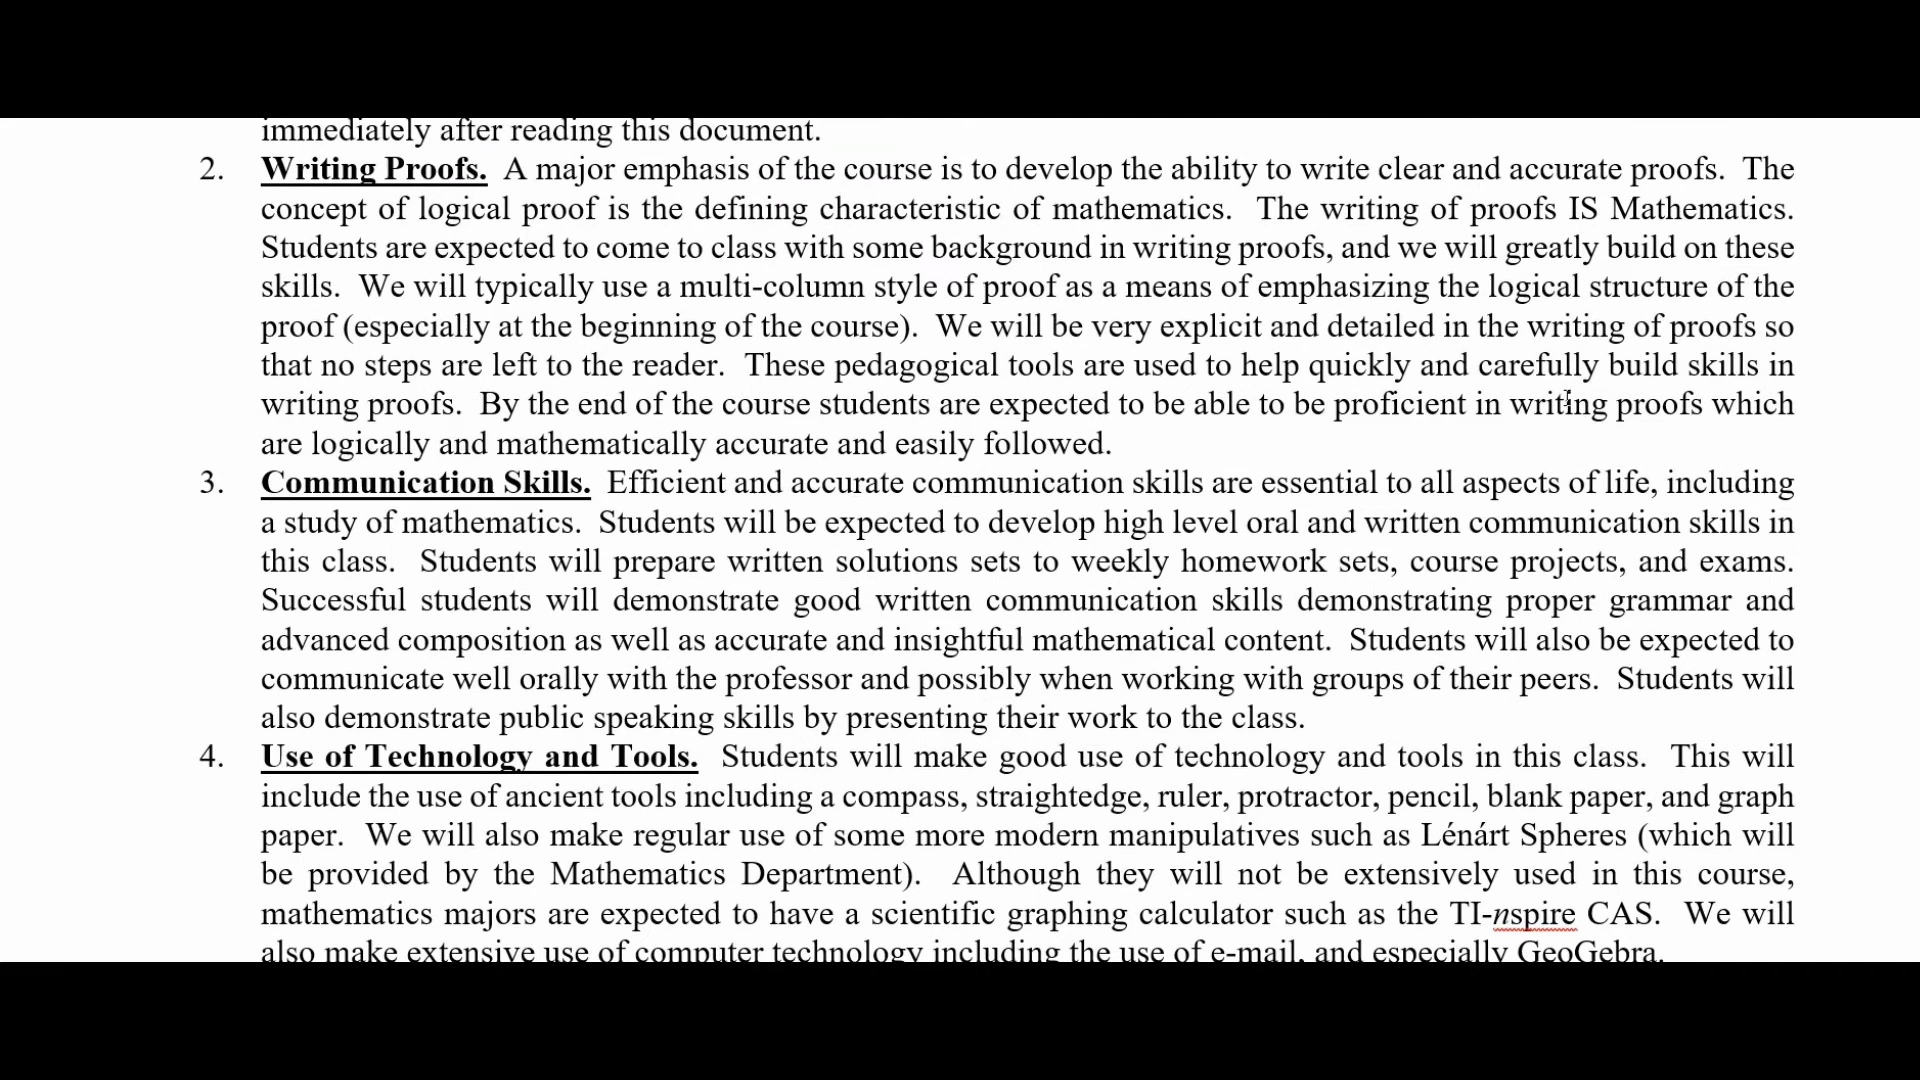 immediately after reading this document.
2. Writing Proofs. A major emphasis of the course is to develop the ability to write clear and accurate proofs. The
concept of logical proof is the defining characteristic of mathematics. The writing of proofs IS Mathematics.
Students are expected to come to class with some background in writing proofs, and we will greatly build on these
skills. We will typically use a multi-column style of proof as a means of emphasizing the logical structure of the
proof (especially at the beginning of the course). We will be very explicit and detailed in the writing of proofs so
that no steps are left to the reader. These pedagogical tools are used to help quickly and carefully build skills in
writing proofs. By the end of the course students are expected to be able to be proficient in writing proofs which
are logically and mathematically accurate and easily followed.
3. Communication Skills. Efficient and accurate communication skills are essential to all aspects of life, including
a study of mathematics. Students will be expected to develop high level oral and written communication skills in
this class. Students will prepare written solutions sets to weekly homework sets, course projects, and exams.
Successful students will demonstrate good written communication skills demonstrating proper grammar and
advanced composition as well as accurate and insightful mathematical content. Students will also be expected to
communicate well orally with the professor and possibly when working with groups of their peers. Students will
also demonstrate public speaking skills by presenting their work to the class.
4. Use of Technology and Tools. Students will make good use of technology and tools in this class. This will
include the use of ancient tools including a compass, straightedge, ruler, protractor, pencil, blank paper, and graph
paper. We will also make regular use of some more modern manipulatives such as Lénárt Spheres (which will
be provided by the Mathematics Department). Although they will not be extensively used in this course,
mathematics majors are expected to have a scientific graphing calculator such as the TI-nspire CAS. We will
also make extensive use of computer technology including the use of e-mail, and especially GeoGebra.